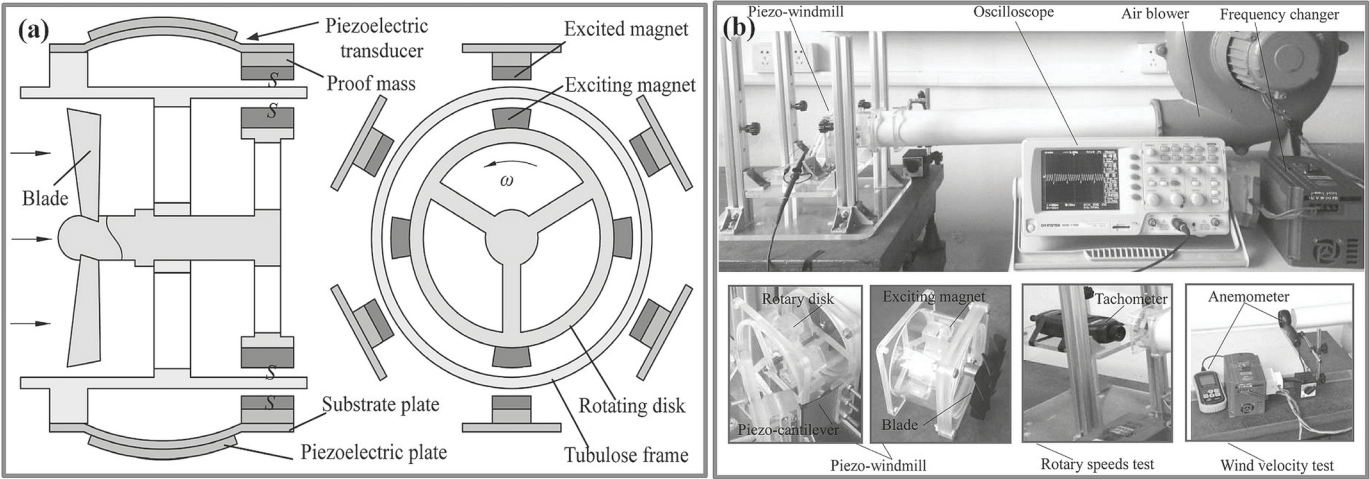 (a)
Piezoelectric
transducer
S
Proof mass
S
Blade
S
S
Substrate plate
Piezoelectric plate
Excited magnet
Exciting magnet
ω
Rotating disk
Tubulose frame
(b)
Piezo-windmill
Oscilloscope
Air blower
Frequency changer
Rotary disk
Piezo-cantilever
Exciting magnet
Blade
Piezo-windmill
Tachometer
Rotary speeds test
Anemometer
Wind velocity test